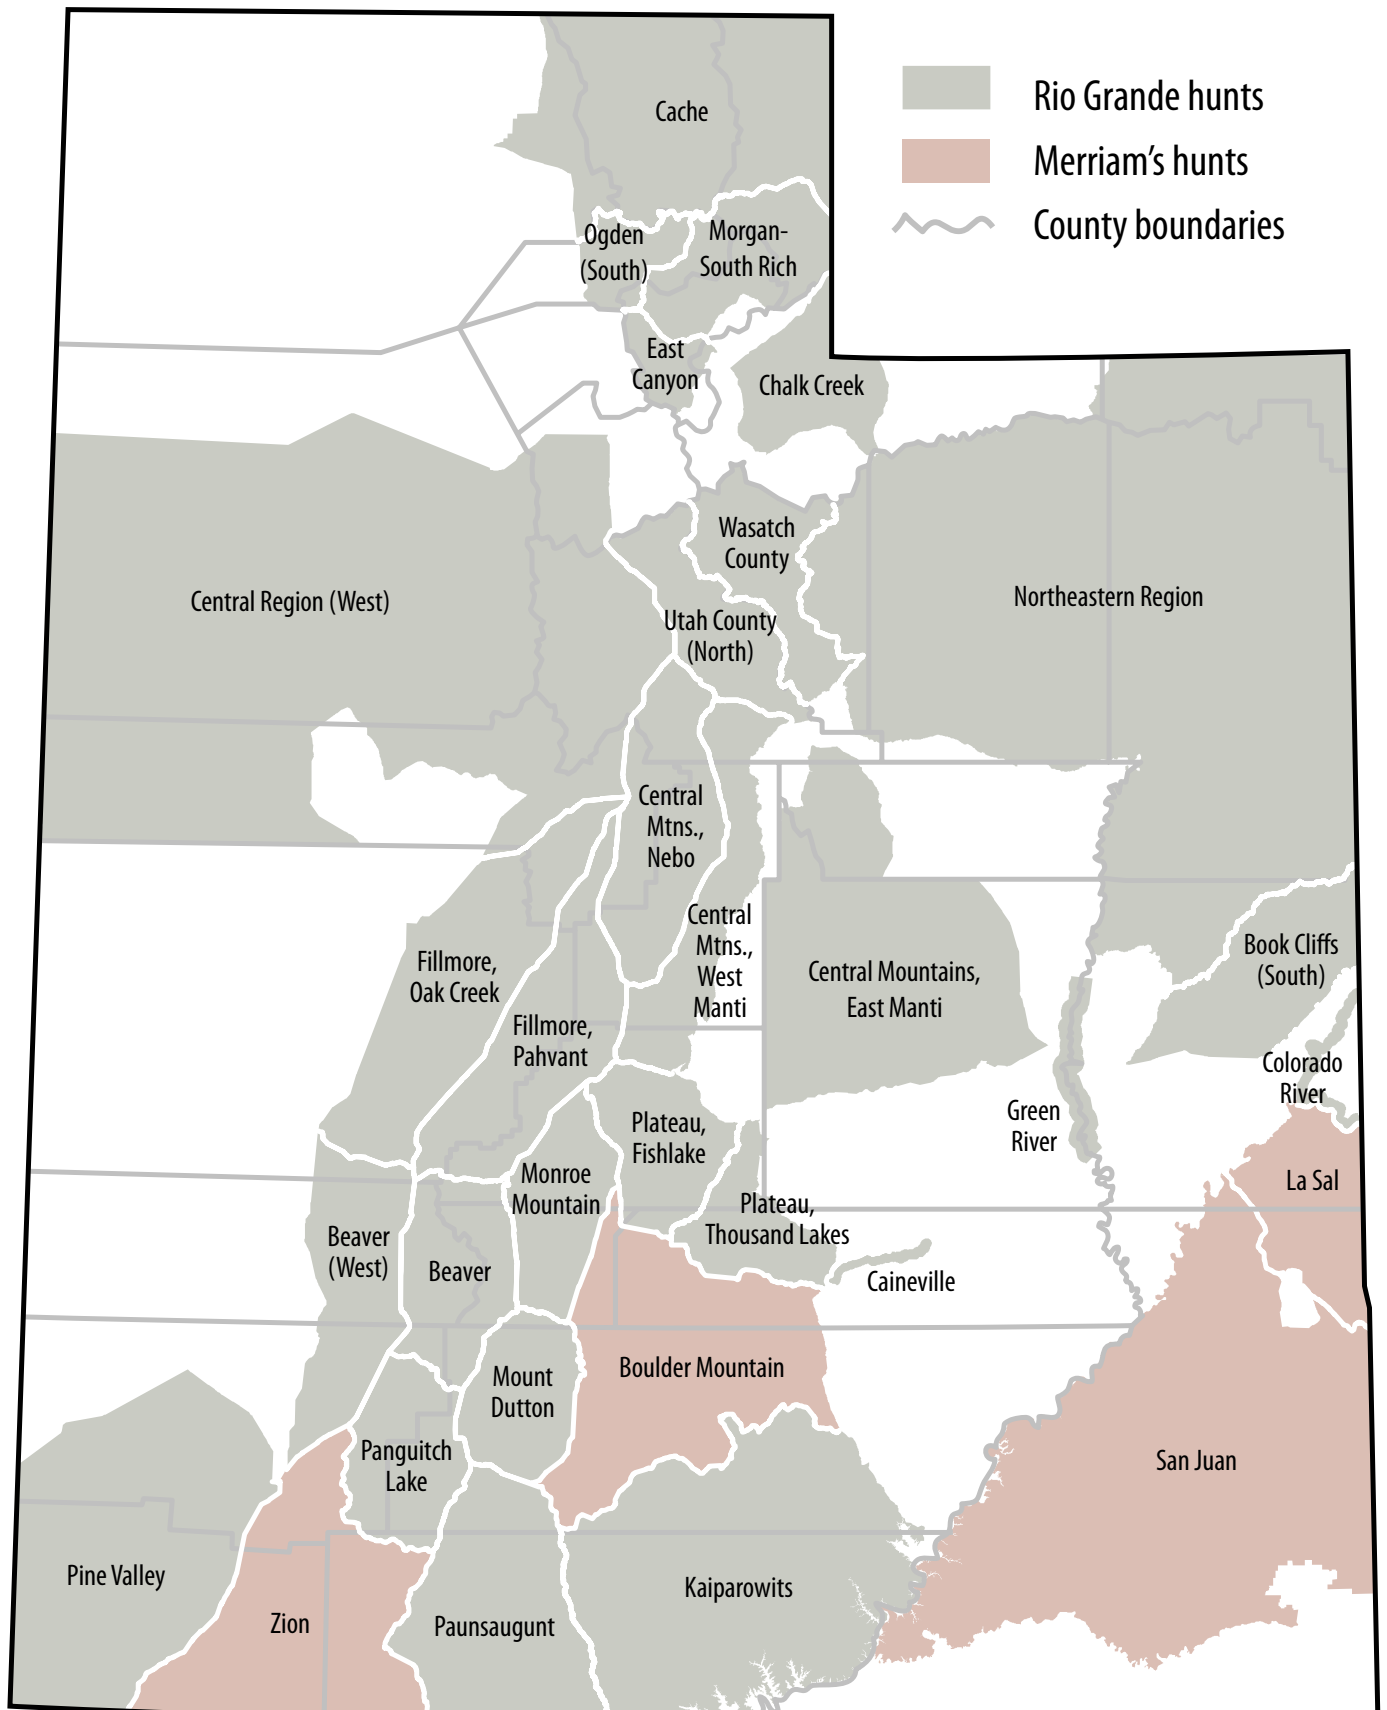 Cache
Rio Grande hunts
Merriam's hunts
County boundaries
Ogden
(South)
Morgan-
South Rich
East
Canyon
Chalk Creek
Wasatch
County
Central Region (West)
Northeastern Region
Utah County
(North)
Central
Mtns.,
Nebo
Central
Mtns.,
West
Manti
Book Cliffs
(South)
Fillmore,
Oak Creek
Central Mountains,
East Manti
Fillmore,
Pahvant
Colorado
River
Green
River
Plateau,
Fishlake
Monroe
Mountain
La Sal
Plateau,
Thousand Lakes
Beaver
(West)
Beaver
Caineville
Boulder Mountain
Mount
Dutton
Panguitch
Lake
San Juan
Pine Valley
Kaiparowits
Zion
Paunsaugunt